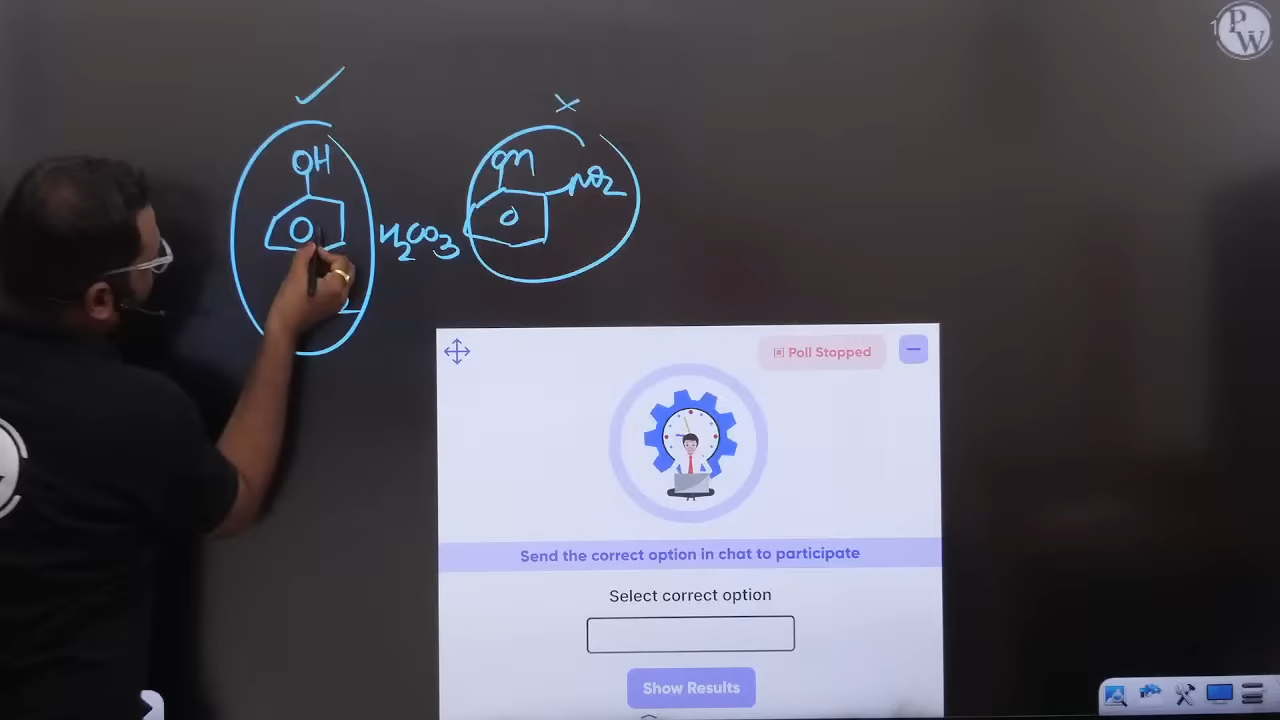 PW
OH
H₂CO₃
OH
NO₂
Poll Stopped
Send the correct option in chat to participate
Select correct option
Show Results